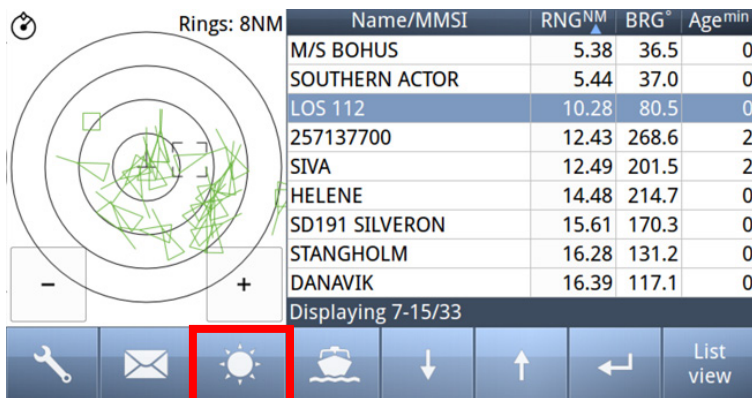 Rings: 8NM
Name/MMSI RNG NM BRG° Age min
M/S BOHUS 5.38 36.5 0
SOUTHERN ACTOR 5.44 37.0 0
LOS 112 10.28 80.5 0
257137700 12.43 268.6 2
SIVA 12.49 201.5 2
HELENE 14.48 214.7 0
SD191 SILVERON 15.61 170.3 0
STANGHOLM 16.28 131.2 0
DANAVIK 16.39 117.1 0
- +
Displaying 7-15/33
List
view